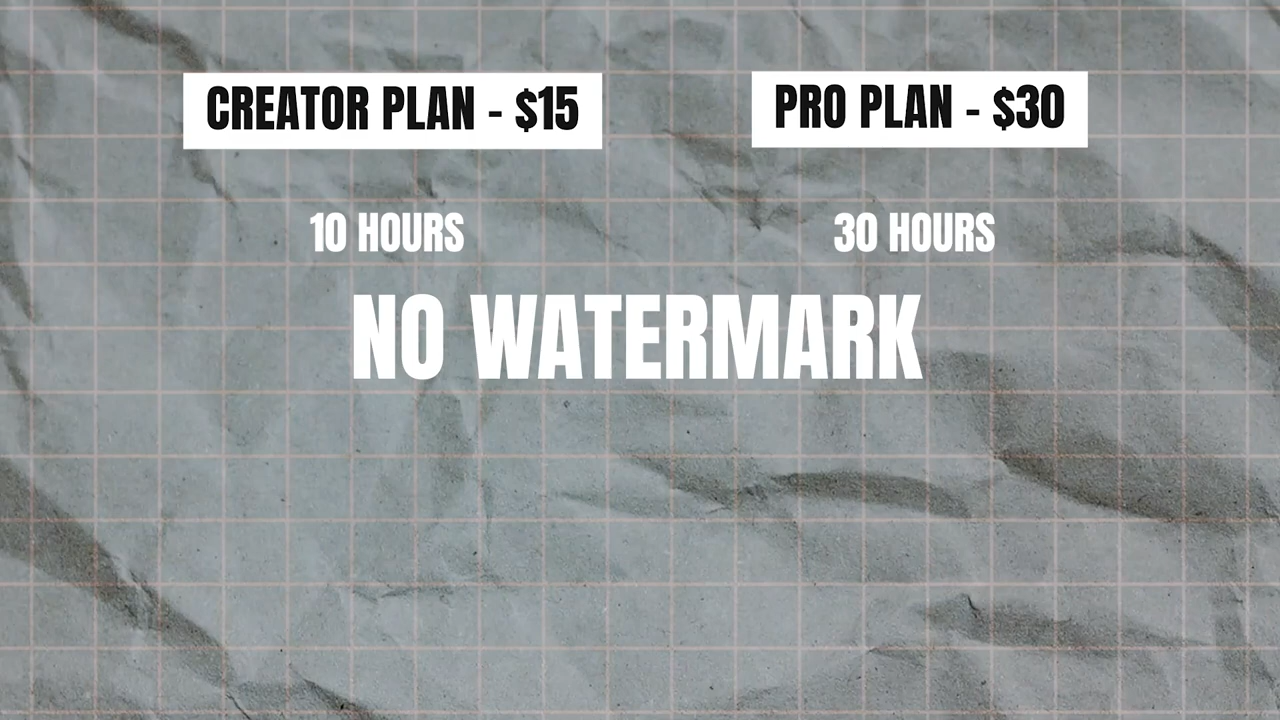 CREATOR PLAN - $15
PRO PLAN - $30
10 HOURS
30 HOURS
NO WATERMARK